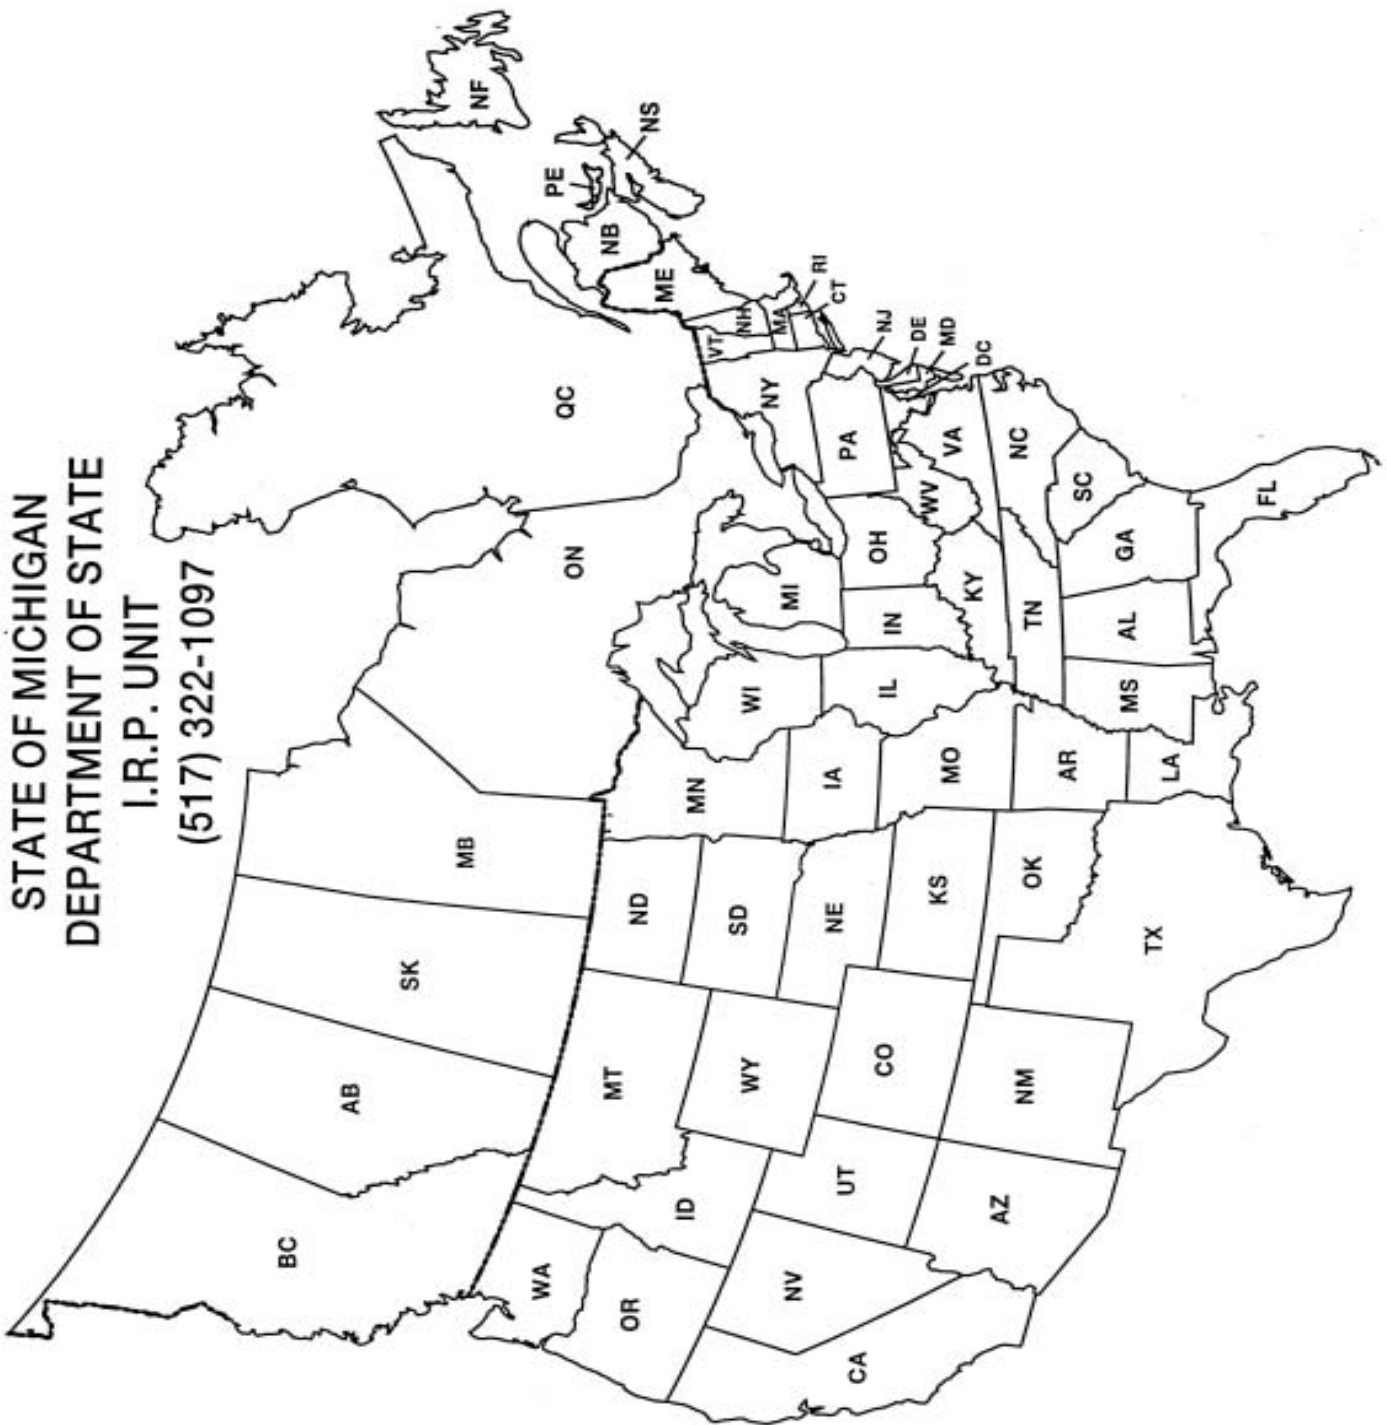 STATE OF MICHIGAN
DEPARTMENT OF STATE
I.R.P. UNIT
(517) 322-1097
BC
AB
SK
MB
ON
QC
NF
PE
NS
NB
ME
WA
MT
ND
MN
OR
ID
WY
SD
WI
MI
NY
VT
NH
MA
RI
CT
NV
UT
CO
NE
IA
IL
IN
OH
PA
NJ
DE
MD
DC
CA
KS
MO
KY
WV
VA
AZ
NM
OK
AR
TN
NC
SC
TX
LA
MS
AL
GA
FL